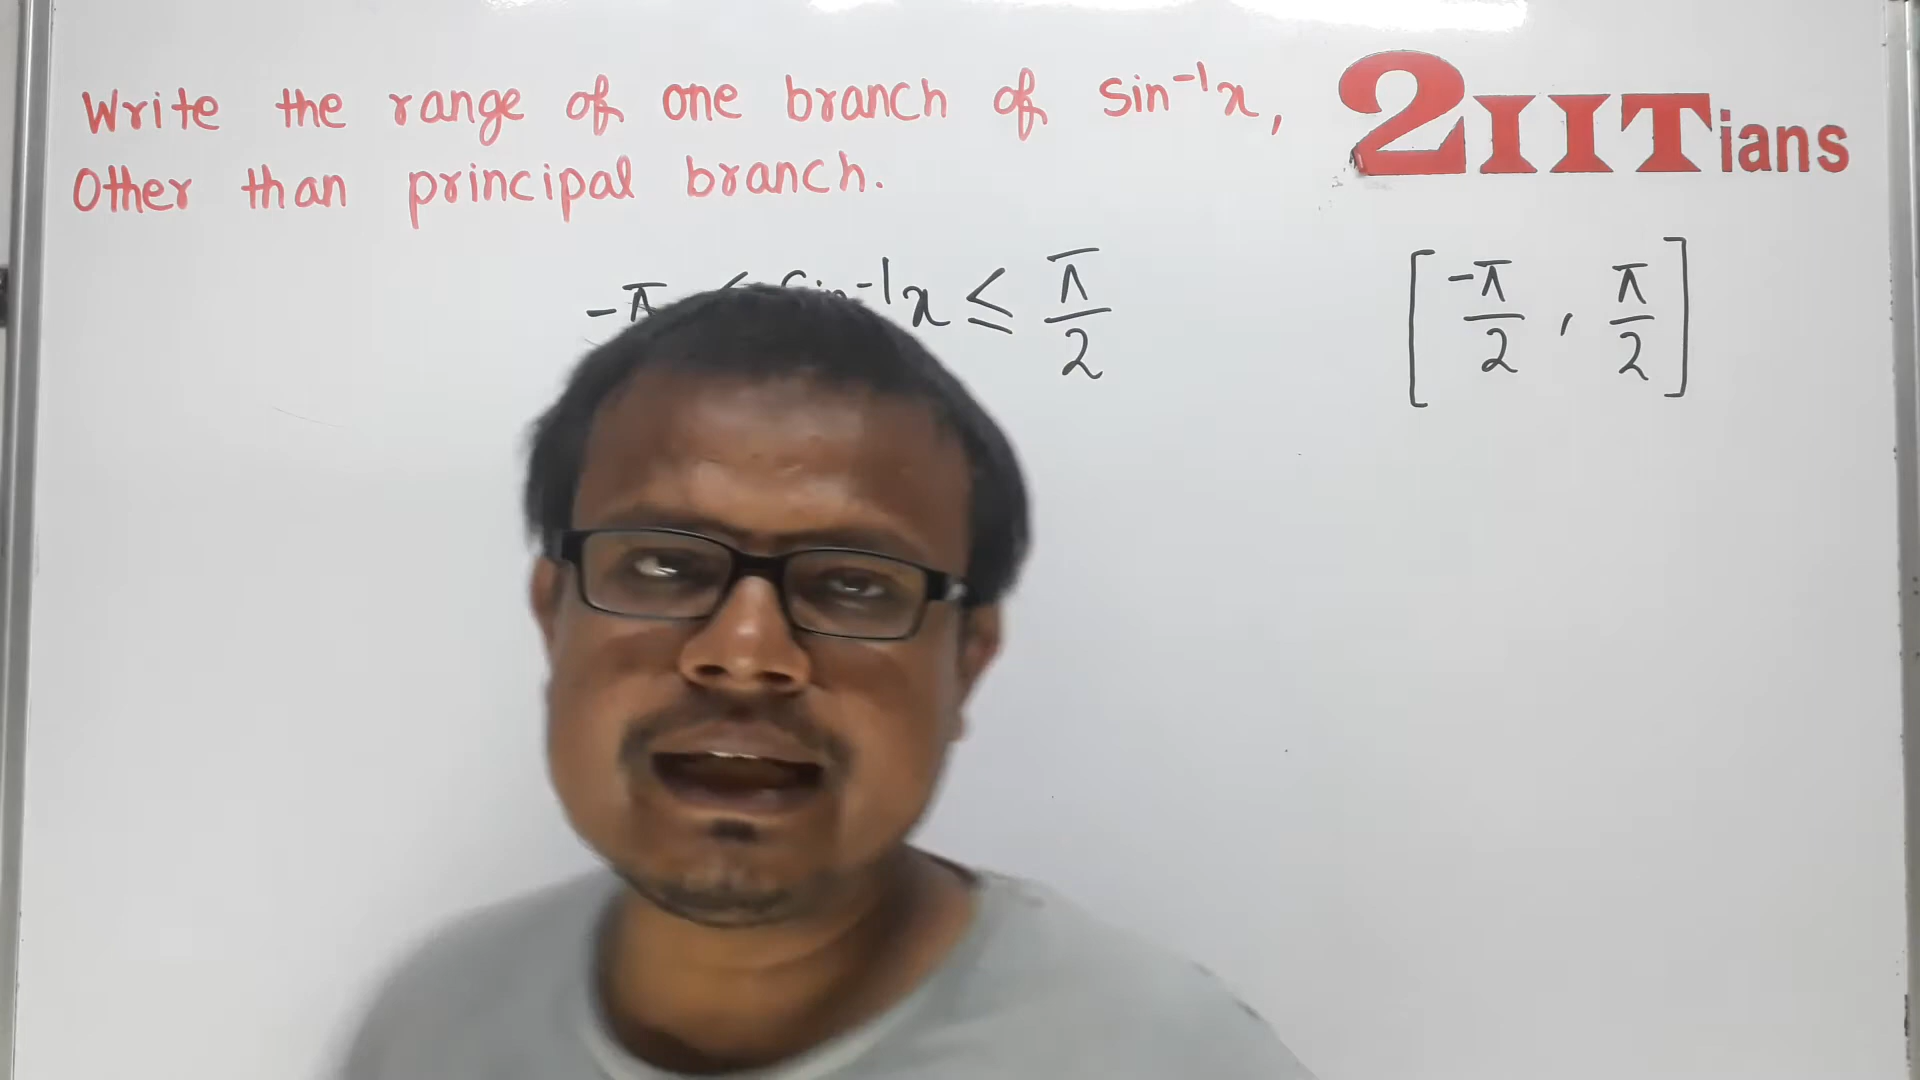 Write the range of one branch of sin⁻¹x,
Other than principal branch.
2IITians
-π ≤ sin⁻¹x ≤ π/2
[-π/2, π/2]